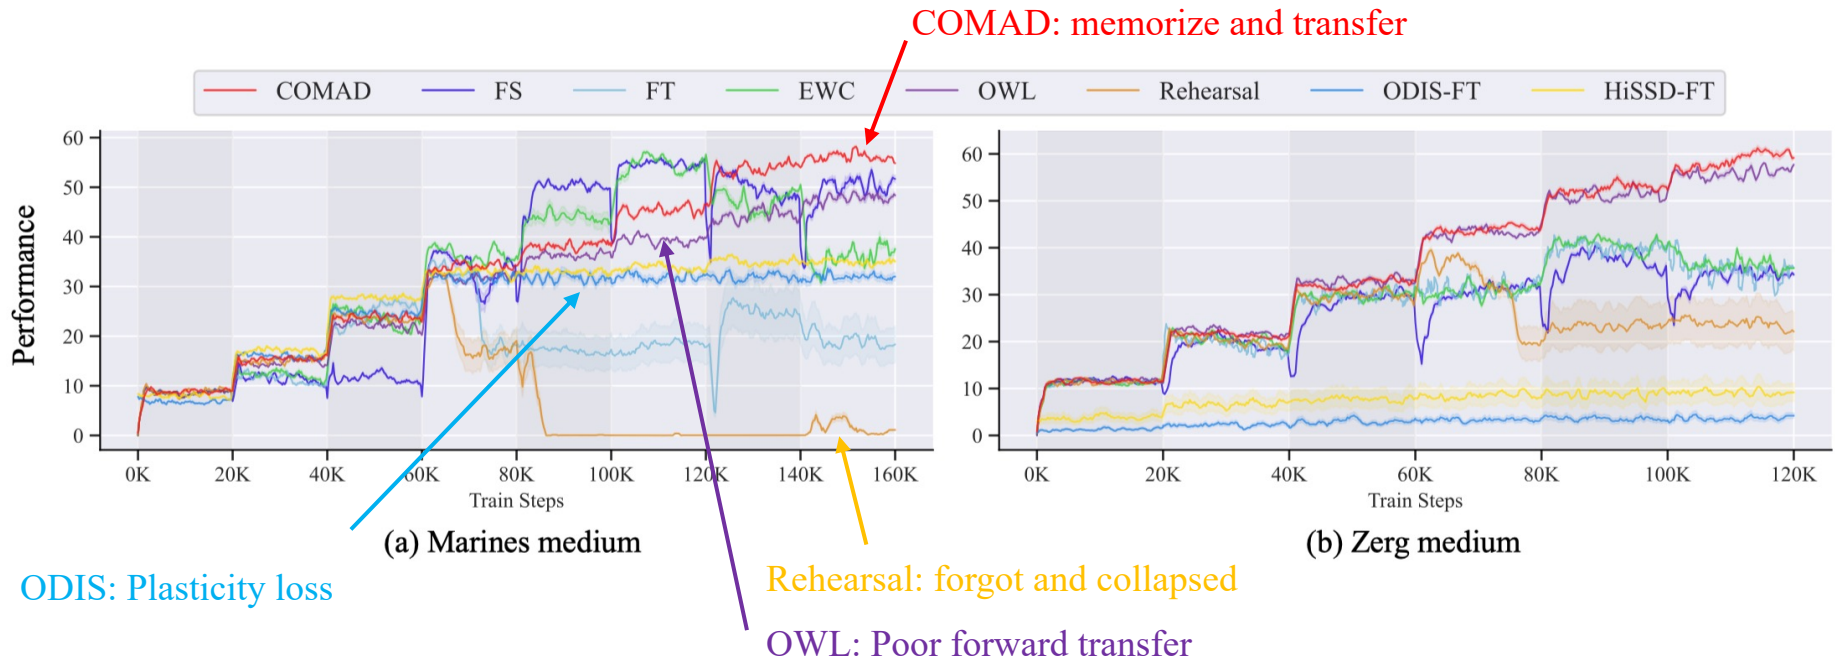 COMAD: memorize and transfer
COMAD FS FT EWC OWL Rehearsal ODIS-FT HiSSD-FT
Performance
60
50
40
30
20
10
0
0K 20K 40K 60K 80K 100K 120K 140K 160K
Train Steps
(a) Marines medium
60
50
40
30
20
10
0
0K 20K 40K 60K 80K 100K 120K
Train Steps
(b) Zerg medium
ODIS: Plasticity loss
Rehearsal: forgot and collapsed
OWL: Poor forward transfer